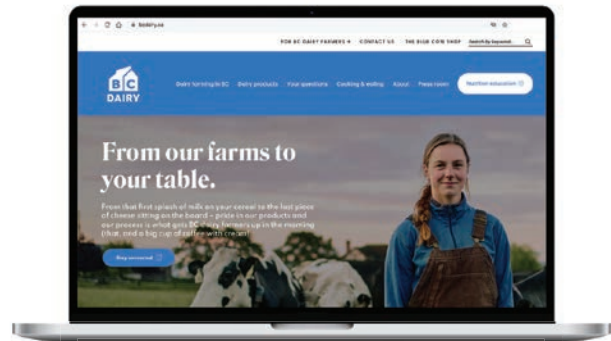 bcdairy.ca
FOR BC DAIRY FARMERS CONTACT US THE BLUE COW SHOP Search by keyword
BC
DAIRY
Dairy farming in BC Dairy products Your questions Cooking & eating About Press room Nutrition education
From our farms to
your table.
From that first splash of milk on your cereal to the last piece
of cheese sitting on the board – pride in our products and
our process is what gets BC dairy farmers up in the morning
(that, and a big cup of coffee with cream)
Stay connected